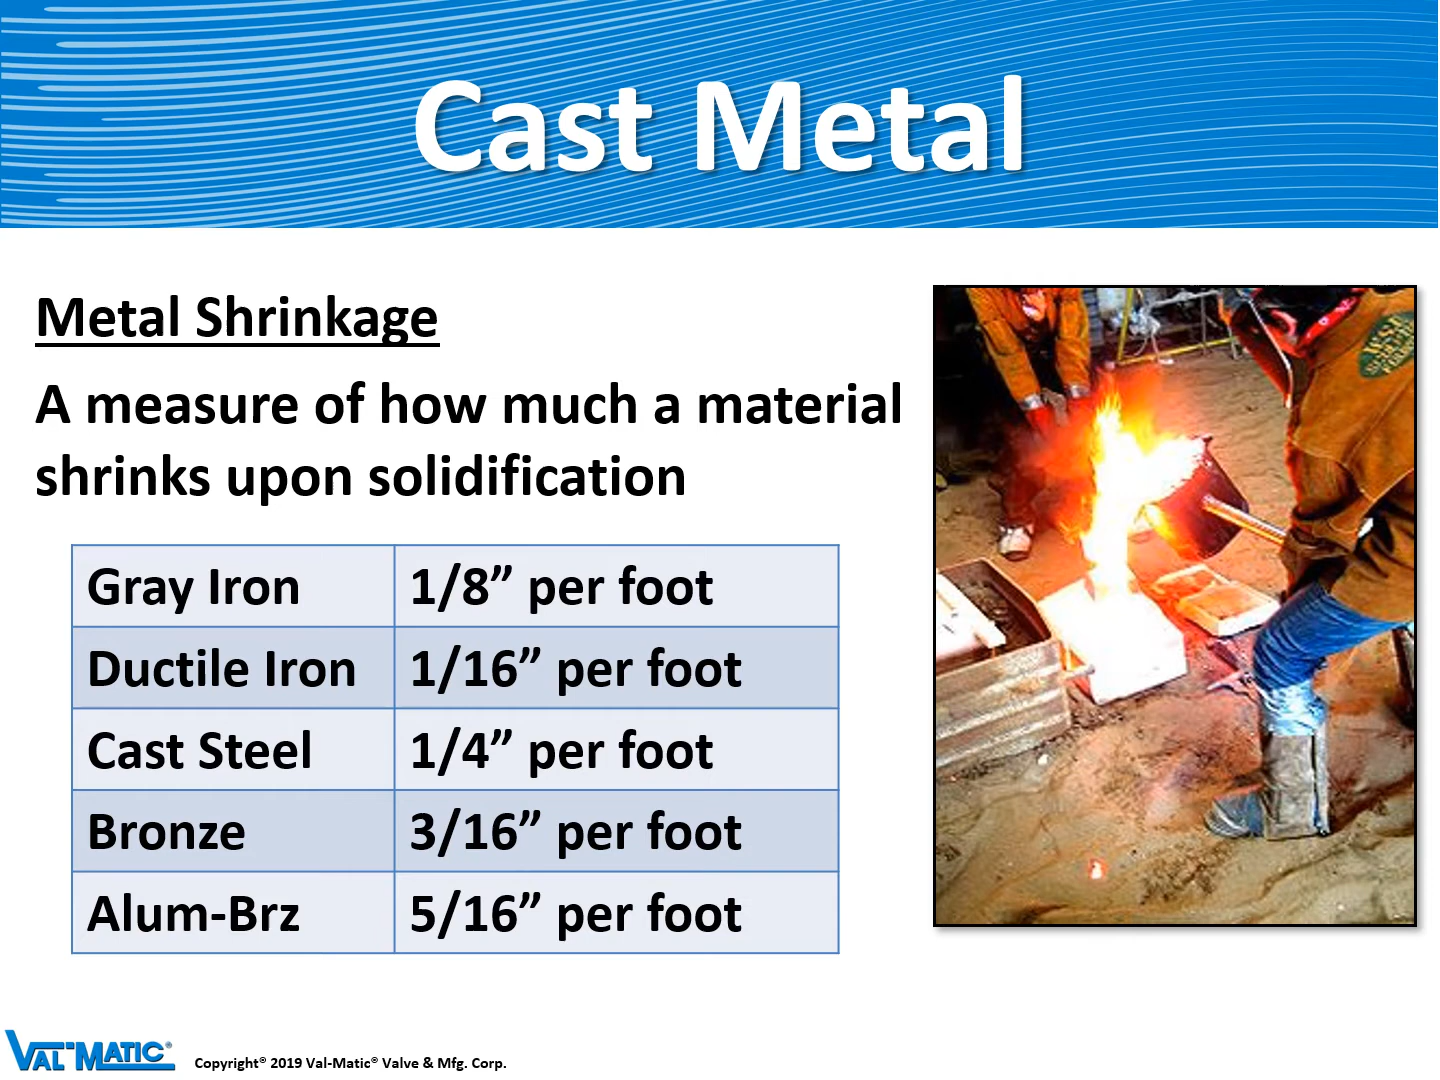 Cast Metal
Metal Shrinkage
A measure of how much a material
shrinks upon solidification
Gray Iron 1/8” per foot
Ductile Iron 1/16” per foot
Cast Steel 1/4” per foot
Bronze 3/16” per foot
Alum-Brz 5/16” per foot
VAL-MATIC®
Copyright® 2019 Val-Matic® Valve & Mfg. Corp.